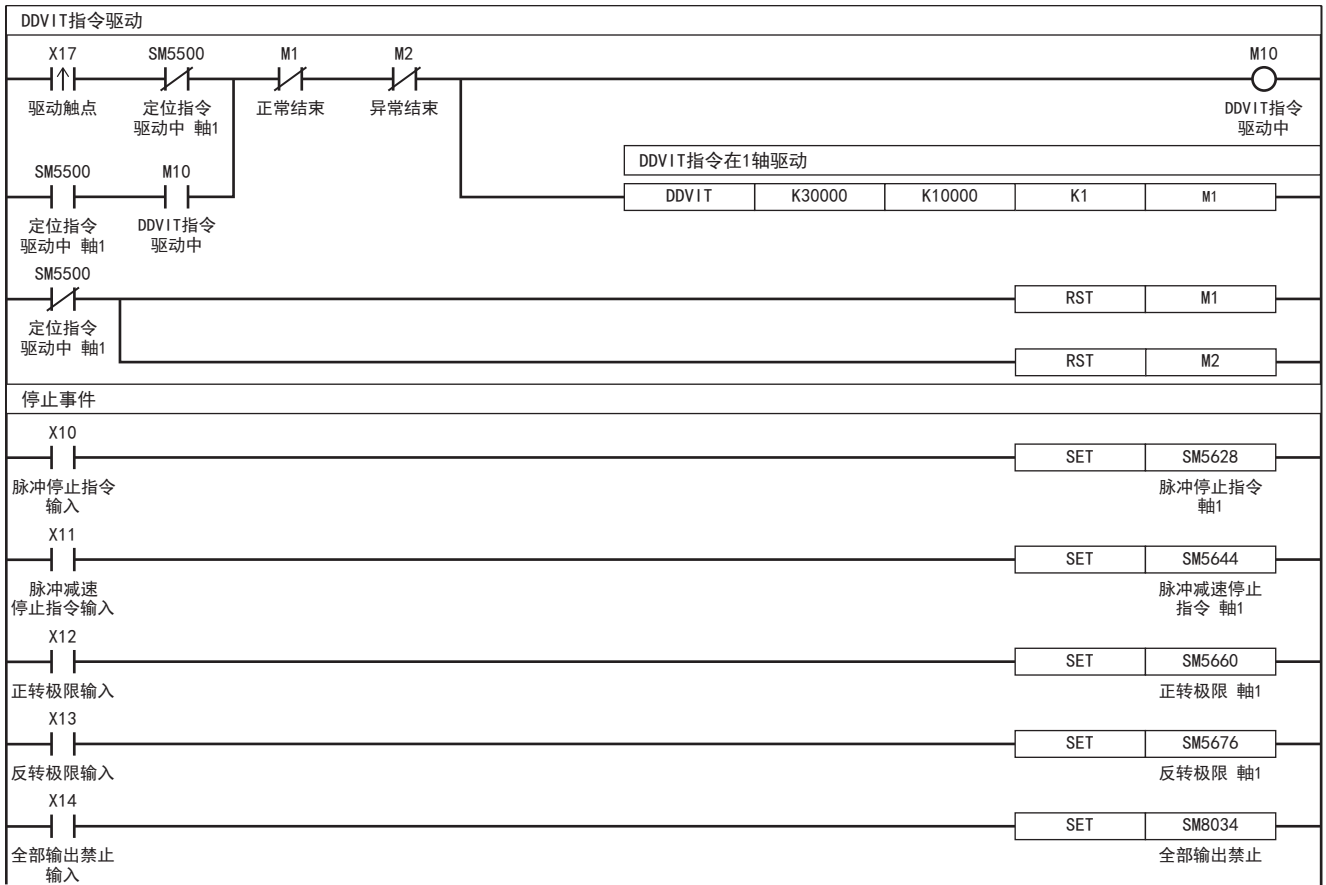 DDVIT指令驱动
X17 SM5500 M1 M2 M10
驱动触点 定位指令 正常结束 异常结束 DDVIT指令
驱动中 軸1 驱动中
DDVIT指令在1轴驱动
SM5500 M10
DDVIT K30000 K10000 K1 M1
定位指令 DDVIT指令
驱动中 軸1 驱动中
SM5500
RST M1
定位指令
驱动中 軸1
RST M2
停止事件
X10
SET SM5628
脉冲停止指令 脉冲停止指令
输入 軸1
X11
SET SM5644
脉冲减速 脉冲减速停止
停止指令输入 指令 軸1
X12
SET SM5660
正转极限输入 正转极限 軸1
X13
SET SM5676
反转极限输入 反转极限 軸1
X14
SET SM8034
全部输出禁止 全部输出禁止
输入